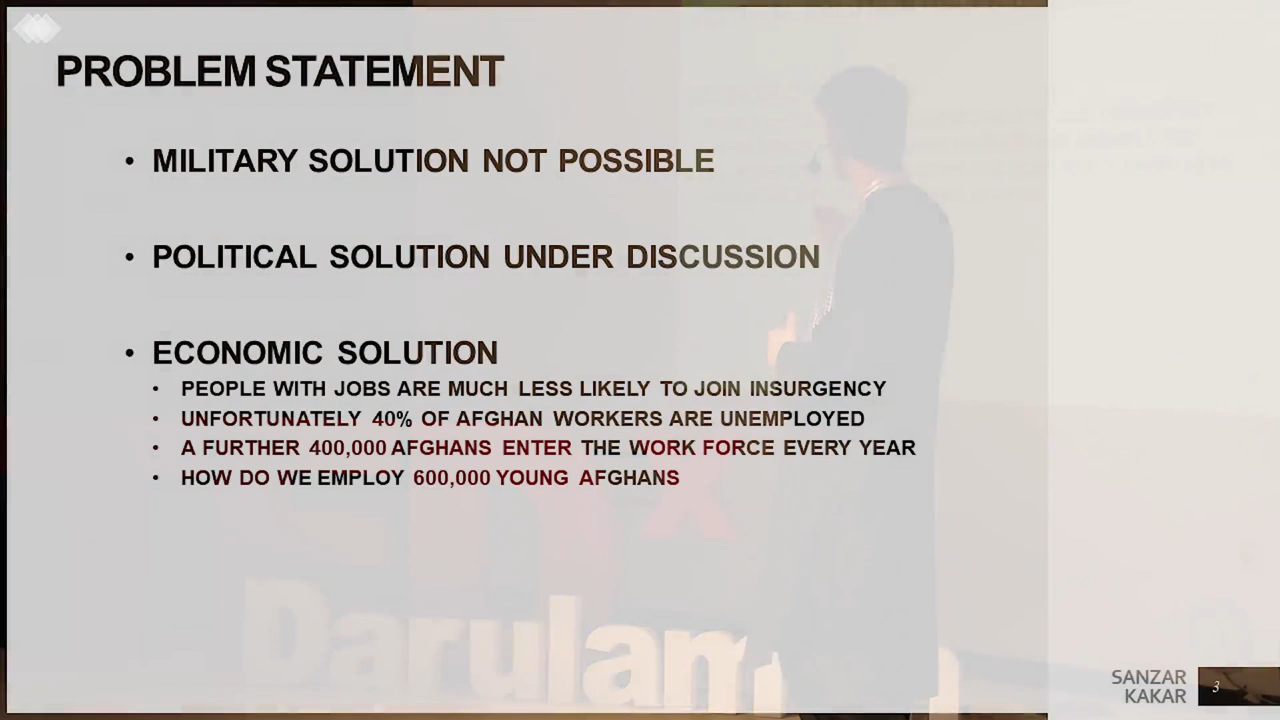 PROBLEM STATEMENT
• MILITARY SOLUTION NOT POSSIBLE
• POLITICAL SOLUTION UNDER DISCUSSION
• ECONOMIC SOLUTION
• PEOPLE WITH JOBS ARE MUCH LESS LIKELY TO JOIN INSURGENCY
• UNFORTUNATELY 40% OF AFGHAN WORKERS ARE UNEMPLOYED
• A FURTHER 400,000 AFGHANS ENTER THE WORK FORCE EVERY YEAR
• HOW DO WE EMPLOY 600,000 YOUNG AFGHANS
SANZAR
KAKAR
3